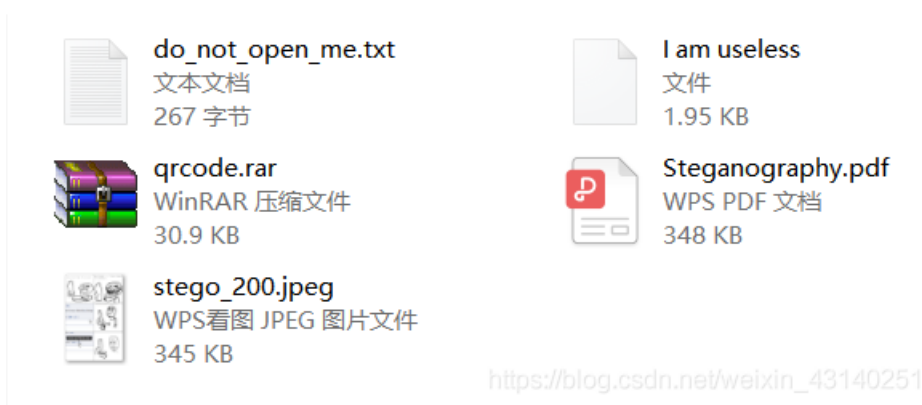 do_not_open_me.txt
文本文档
267 字节
I am useless
文件
1.95 KB
qrcode.rar
WinRAR 压缩文件
30.9 KB
Steganography.pdf
WPS PDF 文档
348 KB
stego_200.jpeg
WPS看图 JPEG 图片文件
345 KB
https://blog.csdn.net/weixin_43140251